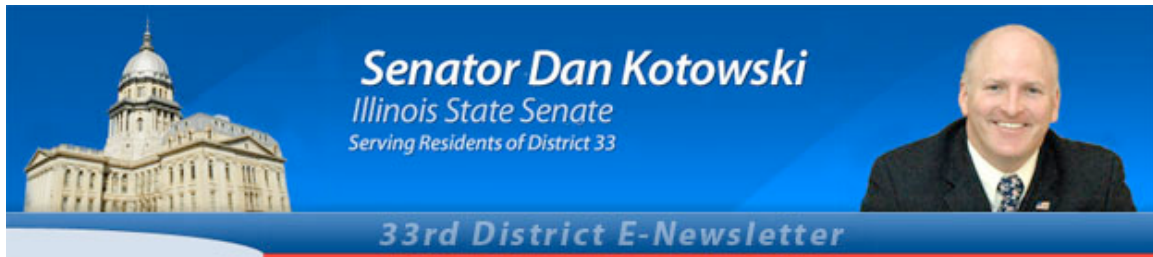 Senator Dan Kotowski
Illinois State Senate
Serving Residents of District 33
33rd District E-Newsletter